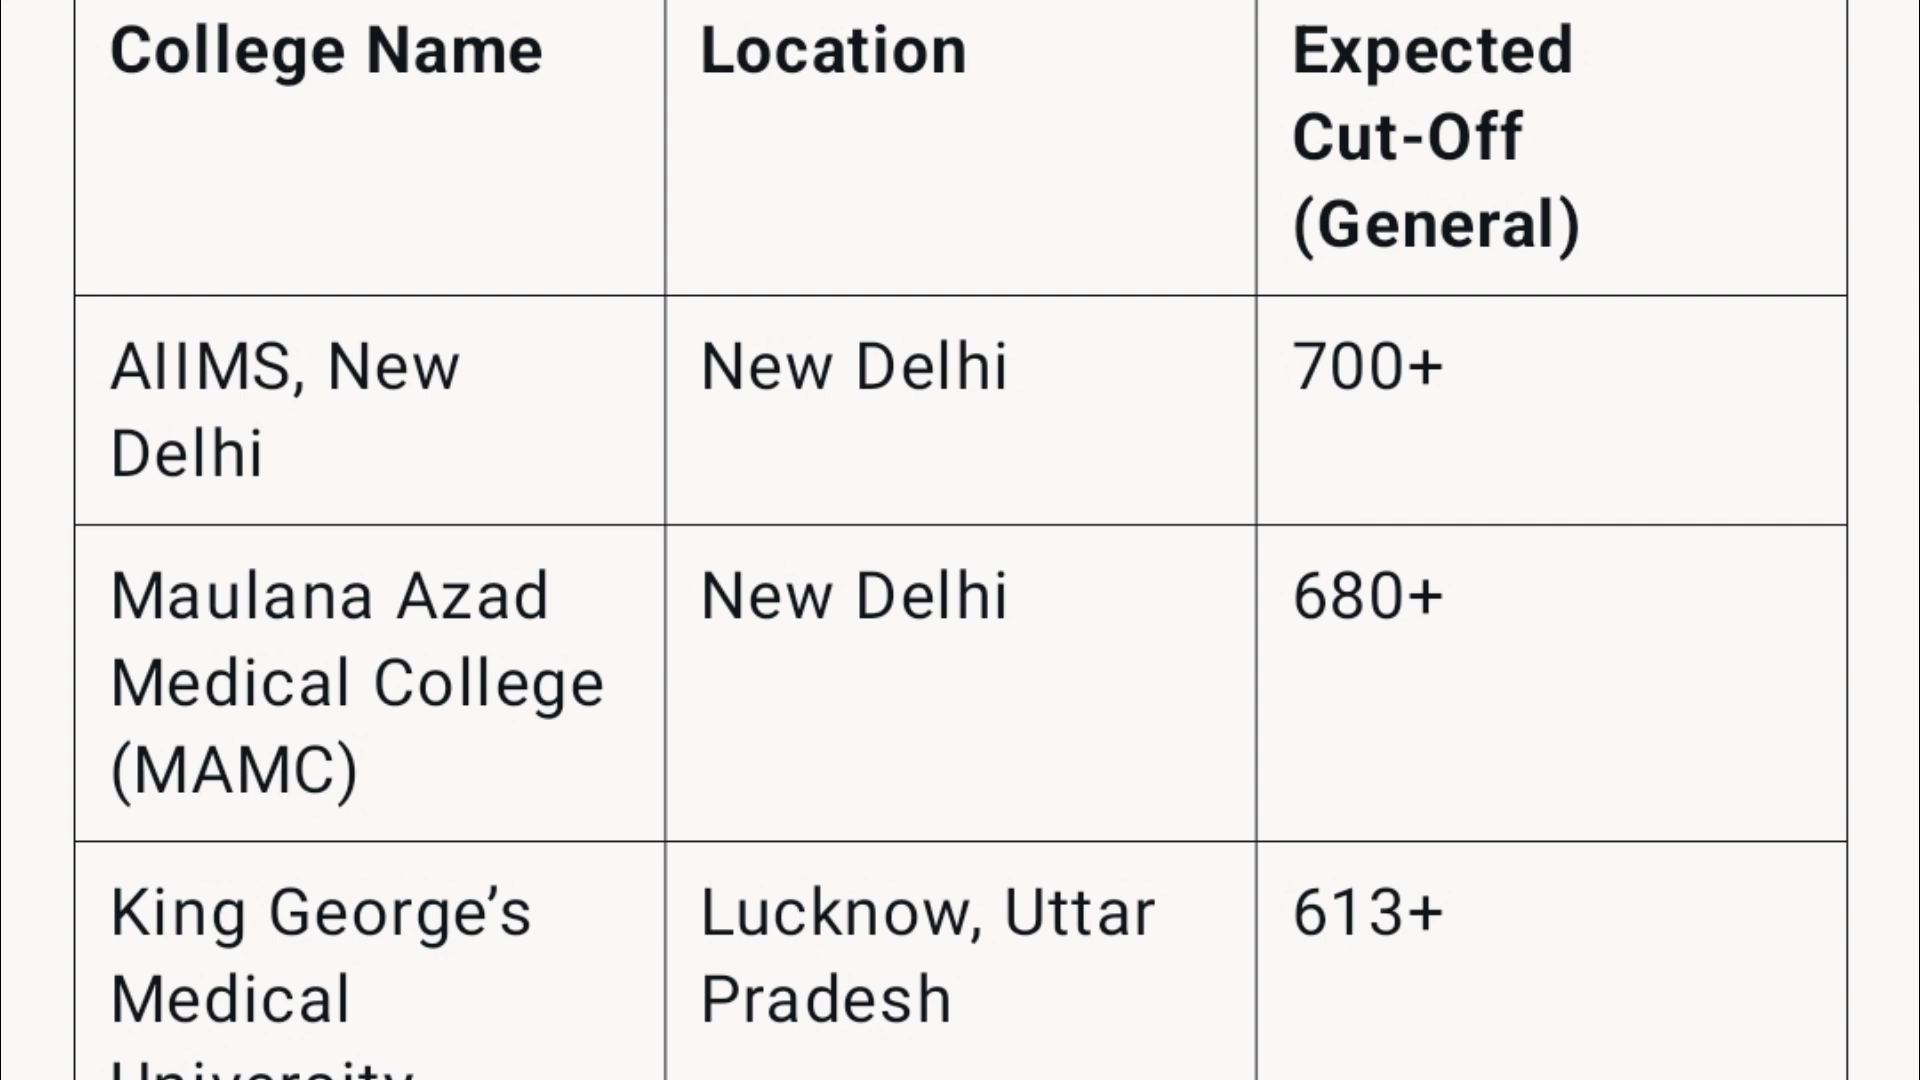 College Name
Location
Expected
Cut-Off
(General)
AIIMS, New
Delhi
New Delhi
700+
Maulana Azad
Medical College
(MAMC)
New Delhi
680+
King George’s
Medical
University
Lucknow, Uttar
Pradesh
613+